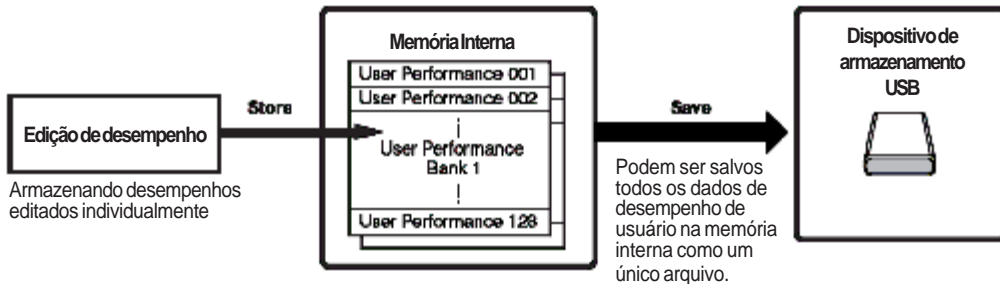 Edição de desempenho
Armazenando desempenhos
editados individualmente
Store
Memória Interna
User Performance 001
User Performance 002
User Performance
Bank 1
User Performance 128
Save
Podem ser salvos
todos os dados de
desempenho de
usuário na memória
interna como um
único arquivo.
Dispositivo de
armazenamento
USB